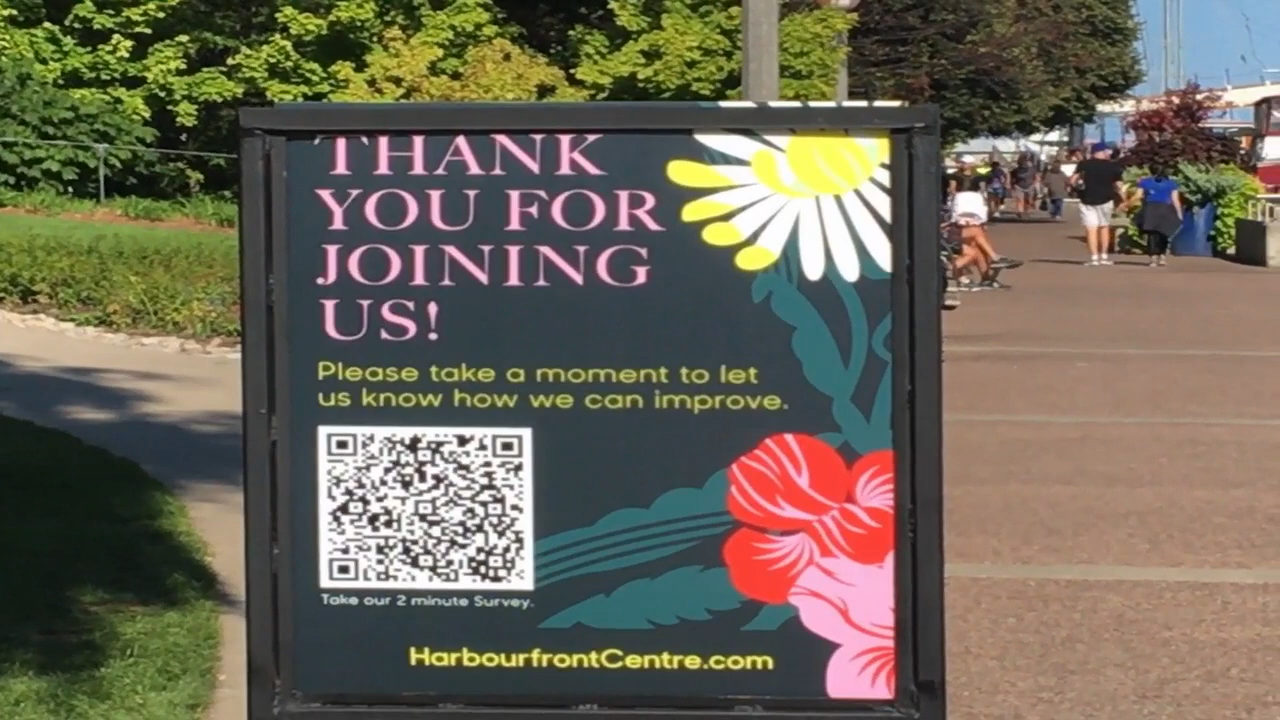 THANK
YOU FOR
JOINING
US!
Please take a moment to let
us know how we can improve.
Take our 2 minute Survey.
HarbourfrontCentre.com